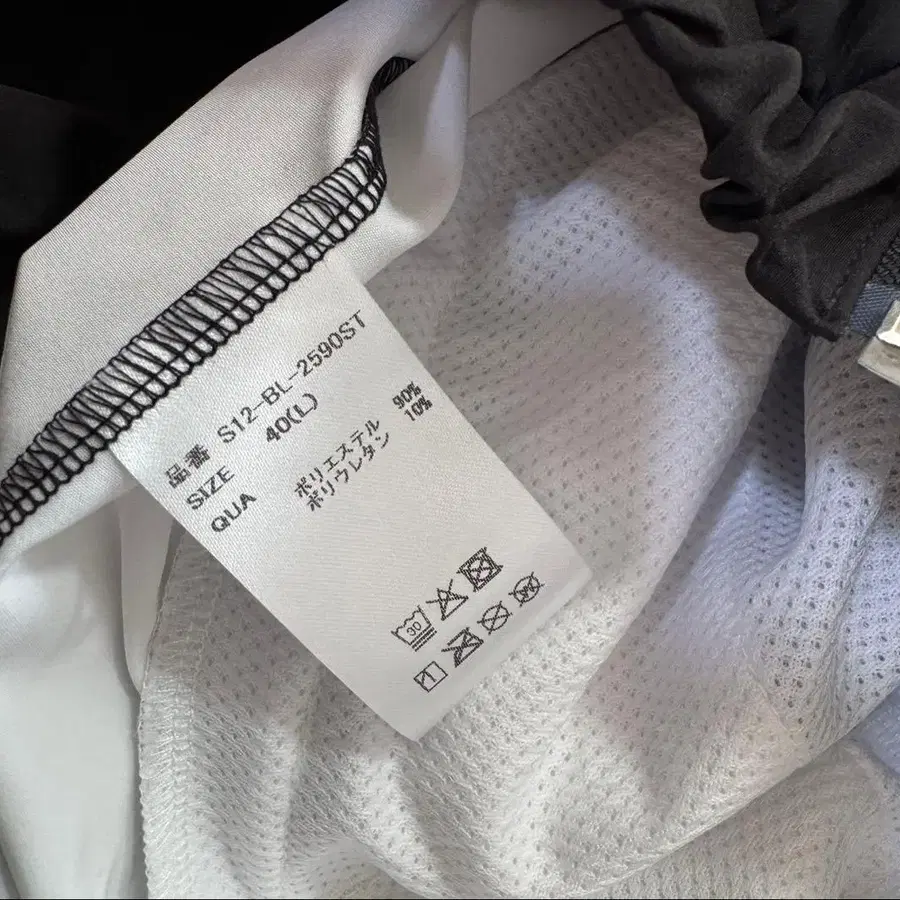 品番 S12-BL-2590ST
SIZE 40(L)
QUA ポリエステル 90%
ポリウレタン 10%
30